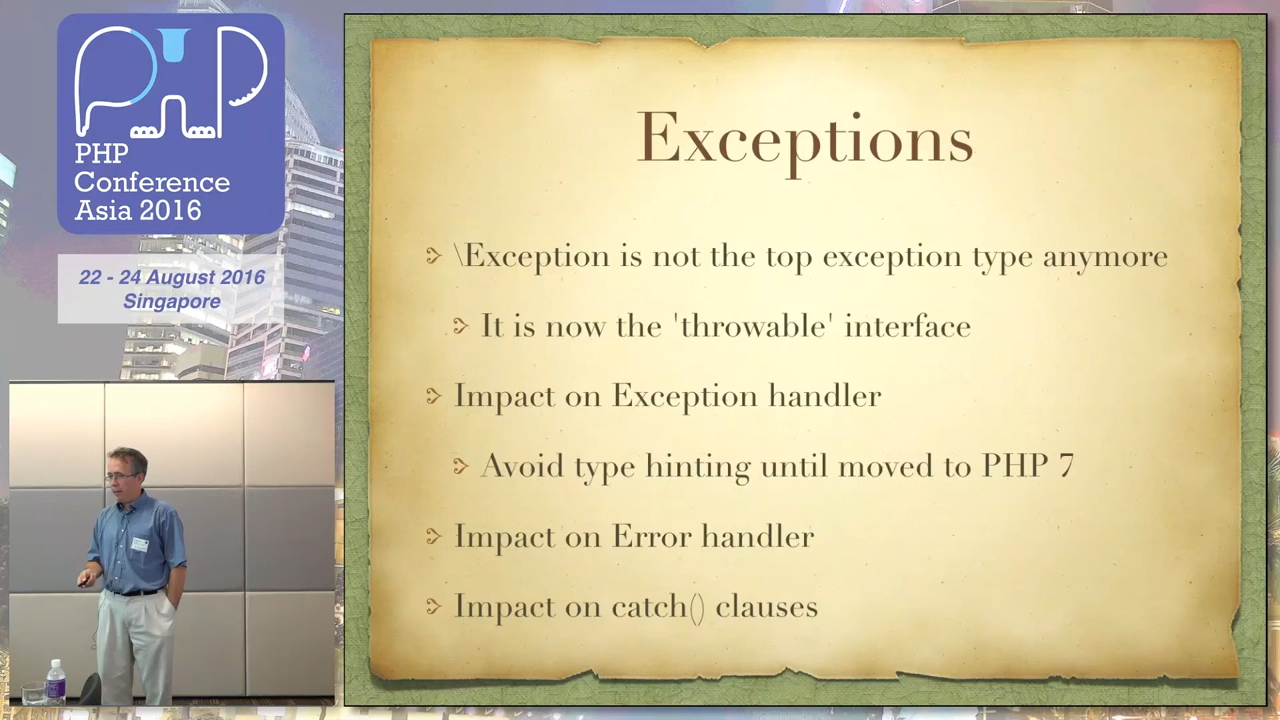 PHP
PHP
Conference
Asia 2016
22 - 24 August 2016
Singapore
Exceptions
\Exception is not the top exception type anymore
It is now the 'throwable' interface
Impact on Exception handler
Avoid type hinting until moved to PHP 7
Impact on Error handler
Impact on catch() clauses